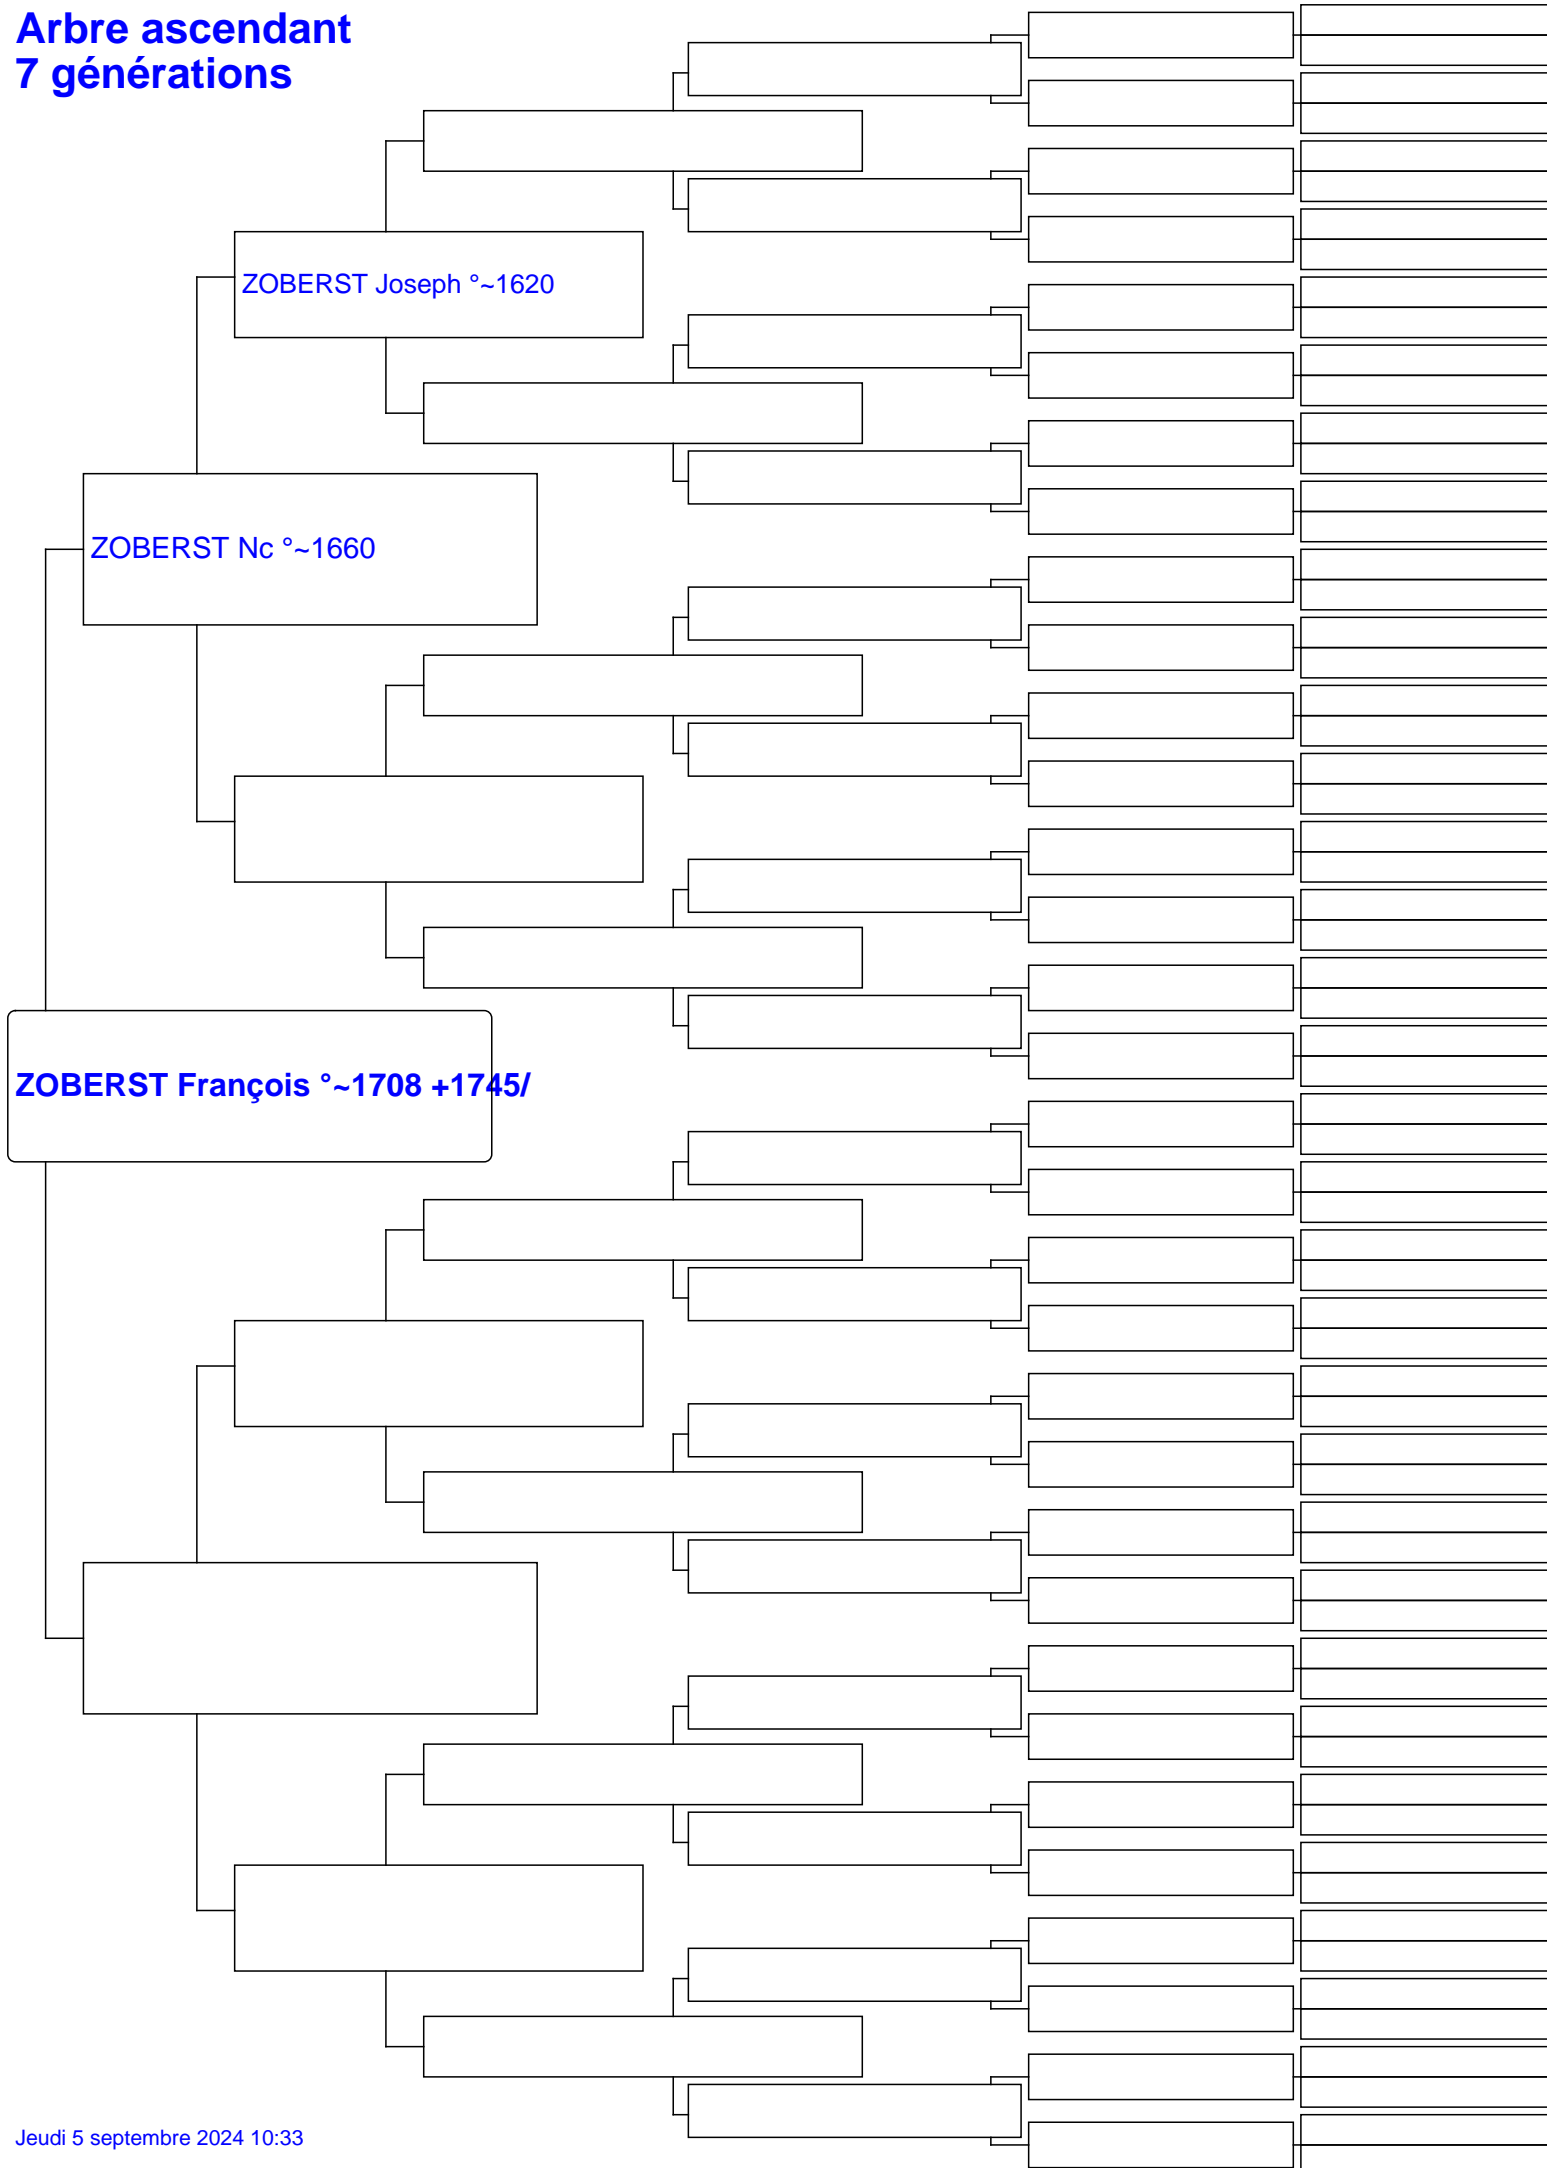 Arbre ascendant
7 générations
ZOBERST Joseph °~1620
ZOBERST Nc °~1660
ZOBERST François °~1708 +1745/
Jeudi 5 septembre 2024 10:33